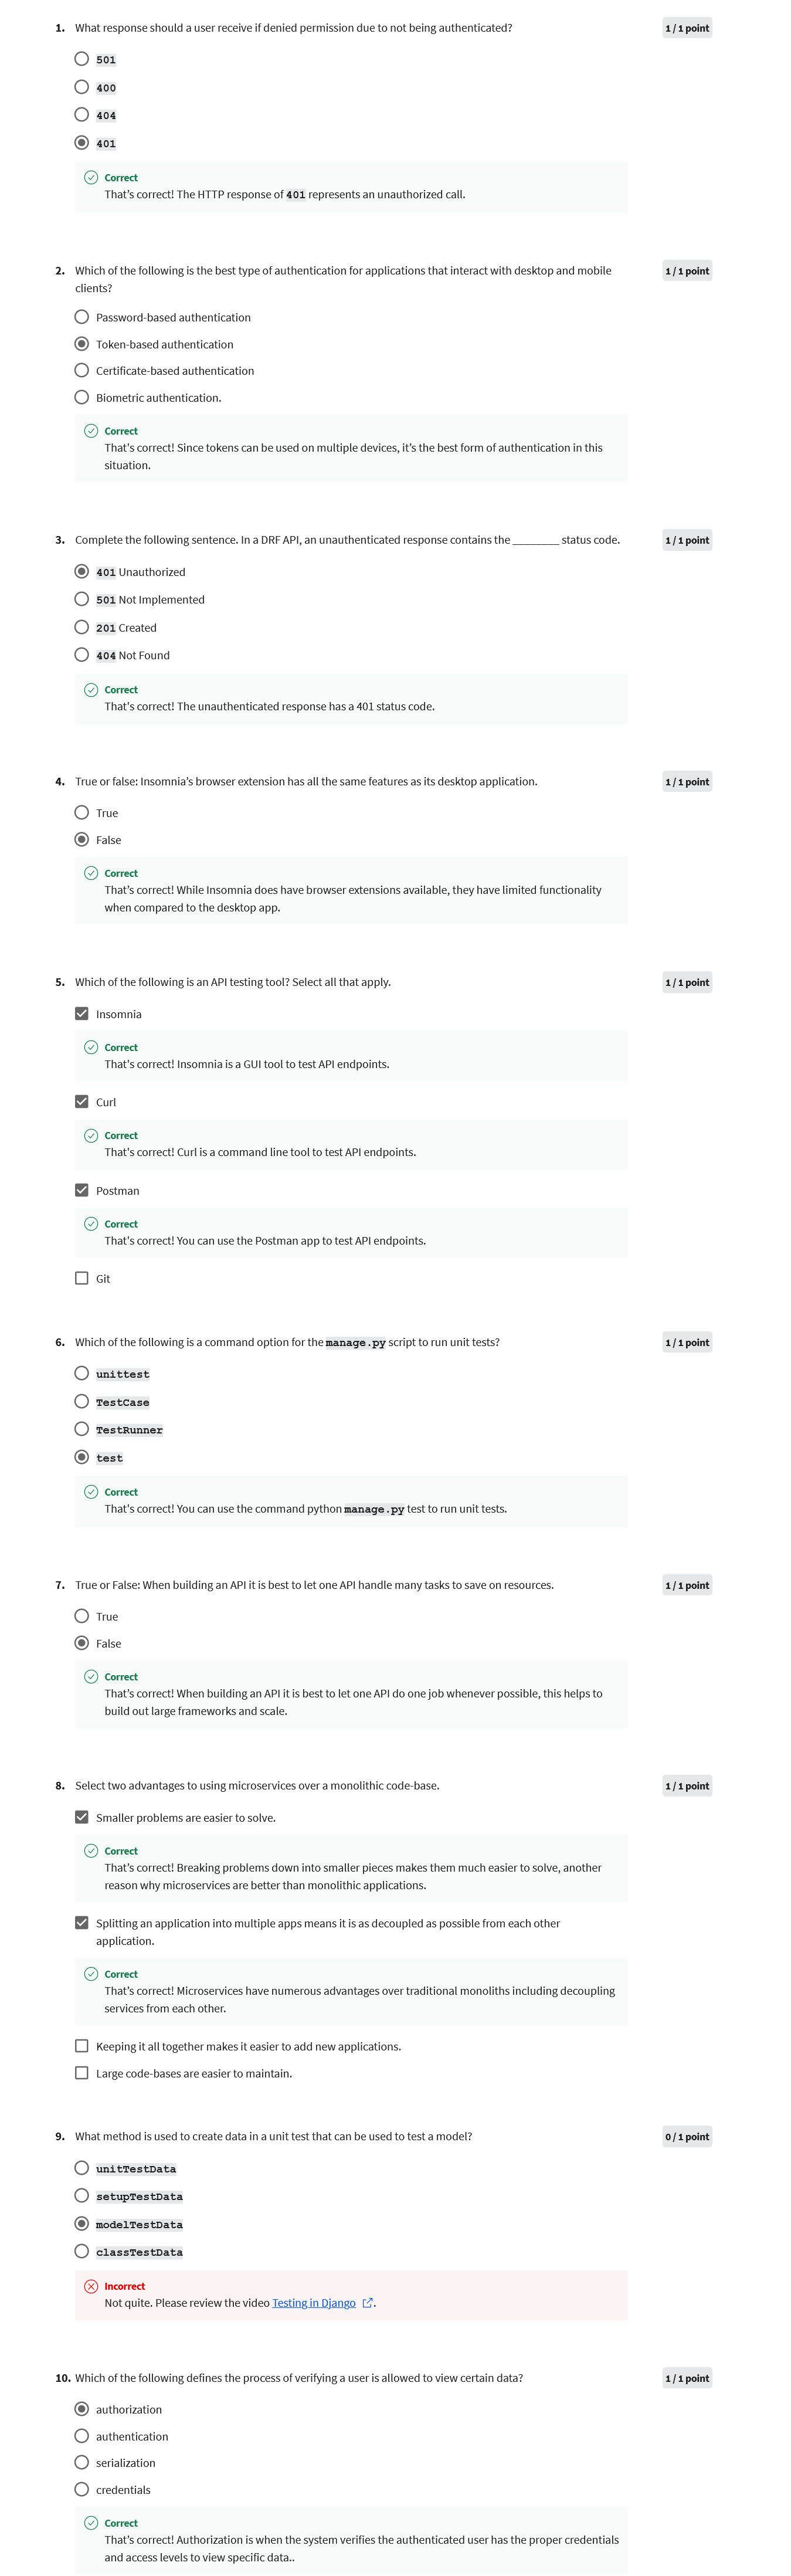 1. What response should a user receive if denied permission due to not being authenticated?
1 / 1 point
501
400
404
401
Correct
That’s correct! The HTTP response of 401 represents an unauthorized call.
2. Which of the following is the best type of authentication for applications that interact with desktop and mobile
clients?
1 / 1 point
Password-based authentication
Token-based authentication
Certificate-based authentication
Biometric authentication.
Correct
That's correct! Since tokens can be used on multiple devices, it’s the best form of authentication in this
situation.
3. Complete the following sentence. In a DRF API, an unauthenticated response contains the ________ status code.
1 / 1 point
401 Unauthorized
501 Not Implemented
201 Created
404 Not Found
Correct
That's correct! The unauthenticated response has a 401 status code.
4. True or false: Insomnia’s browser extension has all the same features as its desktop application.
1 / 1 point
True
False
Correct
That’s correct! While Insomnia does have browser extensions available, they have limited functionality
when compared to the desktop app.
5. Which of the following is an API testing tool? Select all that apply.
1 / 1 point
Insomnia
Correct
That's correct! Insomnia is a GUI tool to test API endpoints.
Curl
Correct
That's correct! Curl is a command line tool to test API endpoints.
Postman
Correct
That's correct! You can use the Postman app to test API endpoints.
Git
6. Which of the following is a command option for the manage.py script to run unit tests?
1 / 1 point
unittest
TestCase
TestRunner
test
Correct
That's correct! You can use the command python manage.py test to run unit tests.
7. True or False: When building an API it is best to let one API handle many tasks to save on resources.
1 / 1 point
True
False
Correct
That’s correct! When building an API it is best to let one API do one job whenever possible, this helps to
build out large frameworks and scale.
8. Select two advantages to using microservices over a monolithic code-base.
1 / 1 point
Smaller problems are easier to solve.
Correct
That’s correct! Breaking problems down into smaller pieces makes them much easier to solve, another
reason why microservices are better than monolithic applications.
Splitting an application into multiple apps means it is as decoupled as possible from each other
application.
Correct
That’s correct! Microservices have numerous advantages over traditional monoliths including decoupling
services from each other.
Keeping it all together makes it easier to add new applications.
Large code-bases are easier to maintain.
9. What method is used to create data in a unit test that can be used to test a model?
0 / 1 point
unitTestData
setupTestData
modelTestData
classTestData
Incorrect
Not quite. Please review the video Testing in Django .
10. Which of the following defines the process of verifying a user is allowed to view certain data?
1 / 1 point
authorization
authentication
serialization
credentials
Correct
That’s correct! Authorization is when the system verifies the authenticated user has the proper credentials
and access levels to view specific data..